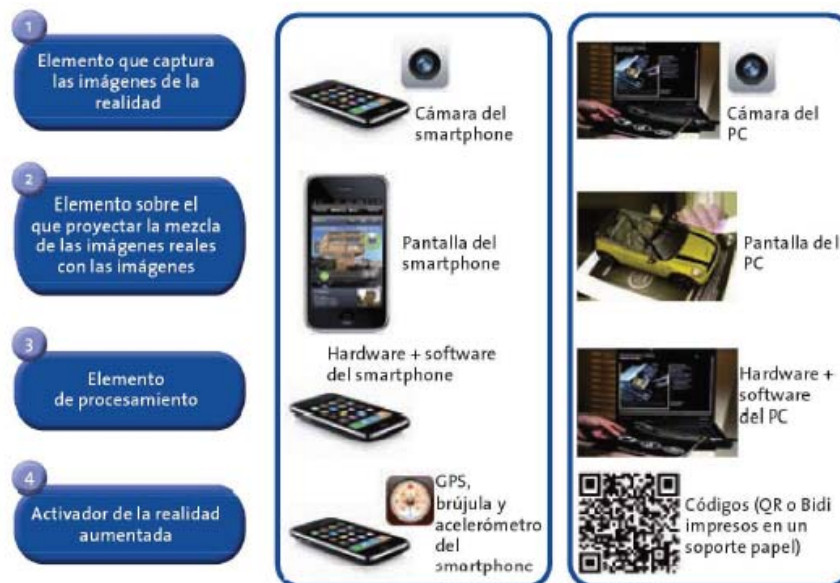 1
Elemento que captura
las imágenes de la
realidad
Cámara del
smartphone
Cámara del
PC
2
Elemento sobre el
que proyectar la mezcla
de las imágenes reales
con las imágenes
Pantalla del
smartphone
Pantalla del
PC
3
Elemento
de procesamiento
Hardware + software
del smartphone
Hardware +
software
del PC
4
Activador de la realidad
aumentada
GPS,
brújula y
acelerómetro
del
smartphone
Códigos (QR o Bidi
impresos en un
soporte papel)